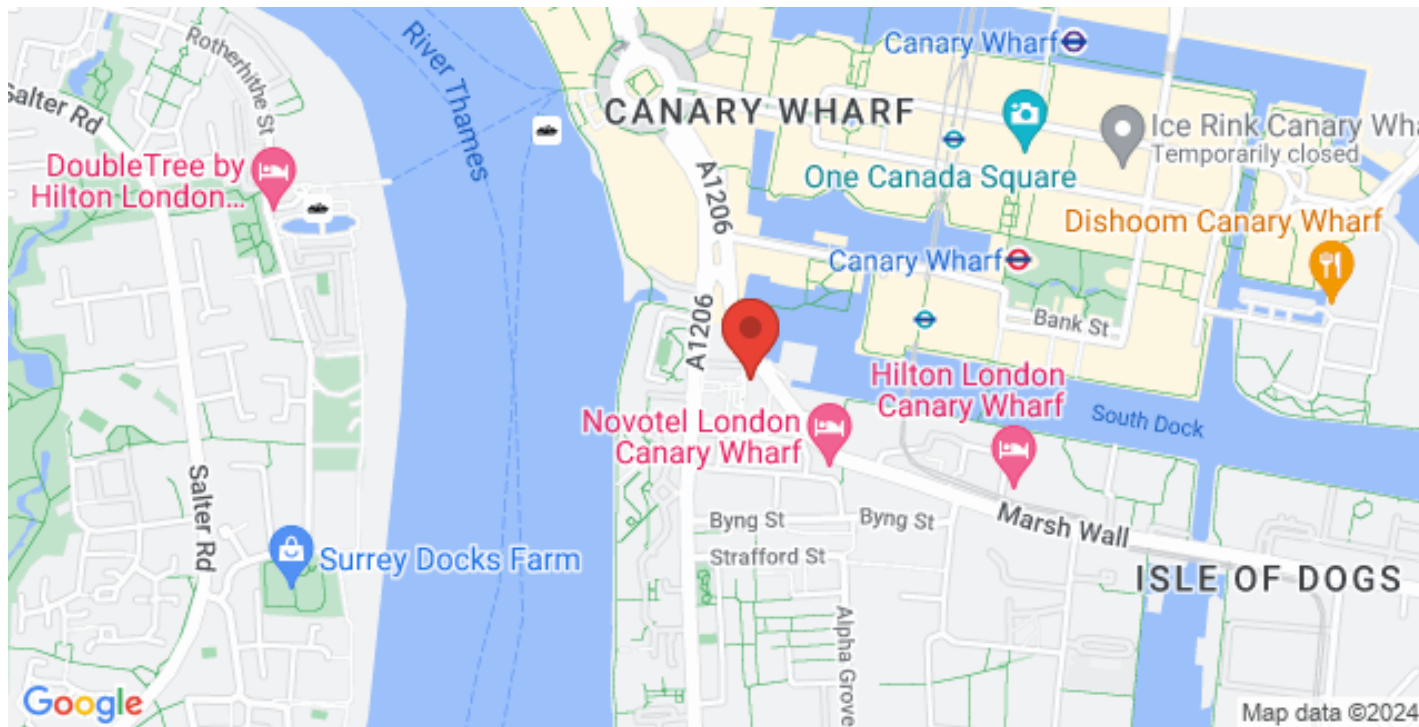 Rotherhithe St
Salter Rd
River Thames
DoubleTree by
Hilton London...
CANARY WHARF
A1206
A1206
Canary Wharf
One Canada Square
Ice Rink Canary Wha
Temporarily closed
Dishoom Canary Wharf
Canary Wharf
Bank St
Hilton London
Canary Wharf
South Dock
Novotel London
Canary Wharf
Marsh Wall
Byng St
Byng St
Strafford St
Alpha Grove
ISLE OF DOGS
Salter Rd
Surrey Docks Farm
Google
Map data ©2024